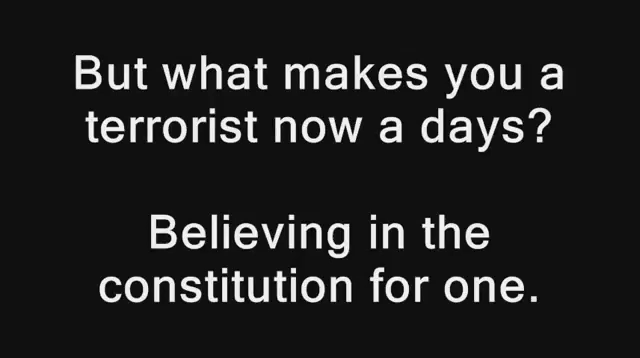 But what makes you a
terrorist now a days?
Believing in the
constitution for one.